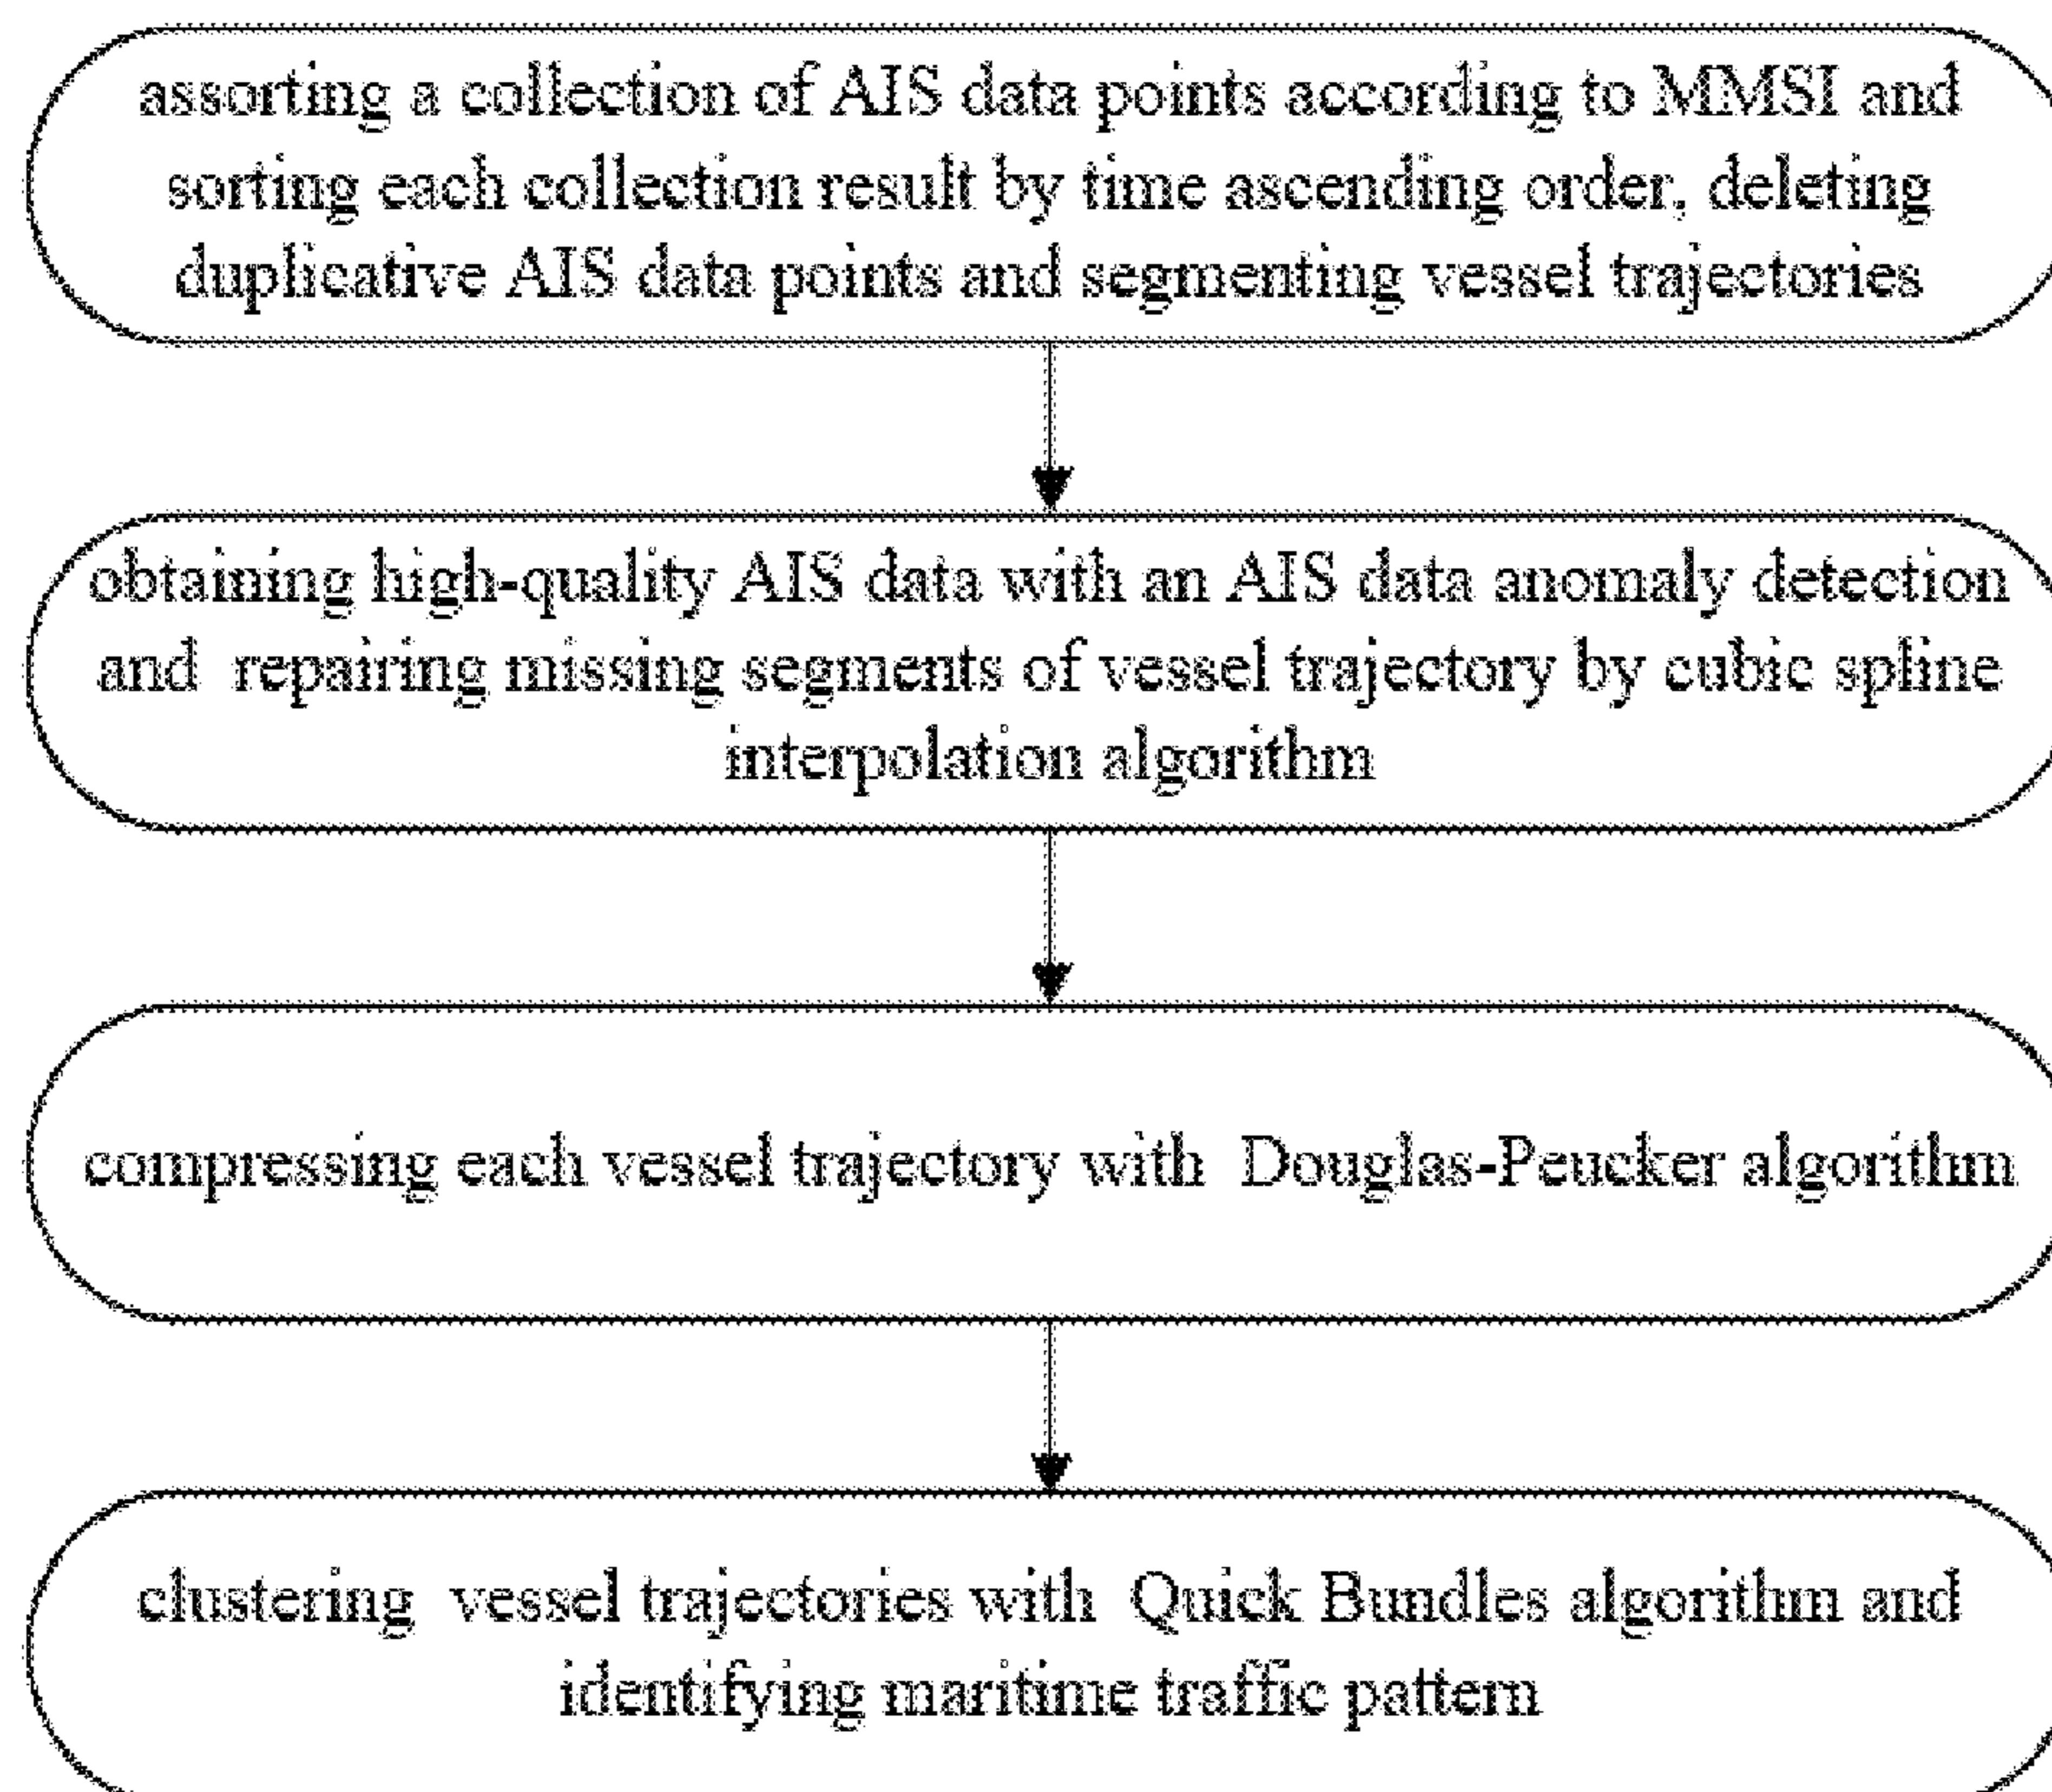 assorting a collection of AIS data points according to MMSI and
sorting each collection result by time ascending order, deleting
duplicative AIS data points and segmenting vessel trajectories
obtaining high-quality AIS data with an AIS data anomaly detection
and repairing missing segments of vessel trajectory by cubic spline
interpolation algorithm
compressing each vessel trajectory with Douglas-Peucker algorithm
clustering vessel trajectories with Quick Bundles algorithm and
identifying maritime traffic pattern